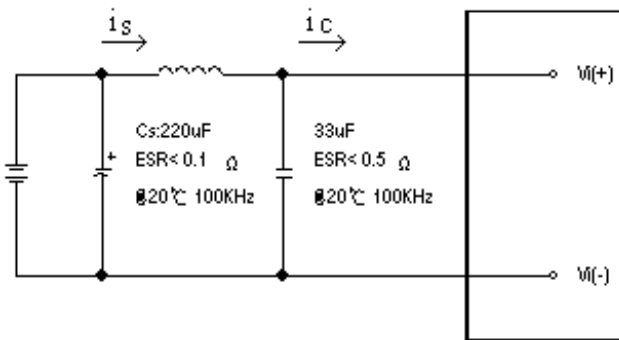 is
ic
Vi(+)
Cs:220uF
ESR<0.1 Ω
@20℃ 100KHz
33uF
ESR<0.5 Ω
@20℃ 100KHz
+
Vi(-)